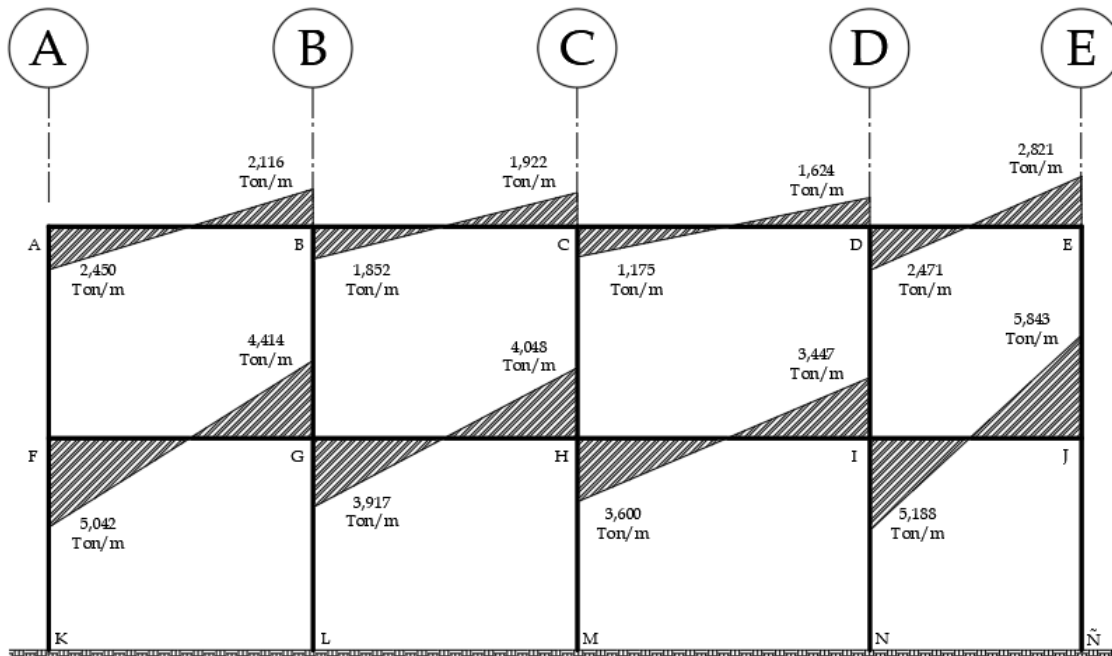 A
B
C
D
E
2,116
Ton/m
1,922
Ton/m
1,624
Ton/m
2,821
Ton/m
A
B
C
D
E
2,450
Ton/m
1,852
Ton/m
1,175
Ton/m
2,471
Ton/m
4,414
Ton/m
4,048
Ton/m
3,447
Ton/m
5,843
Ton/m
F
G
H
I
J
5,042
Ton/m
3,917
Ton/m
3,600
Ton/m
5,188
Ton/m
K
L
M
N
Ñ